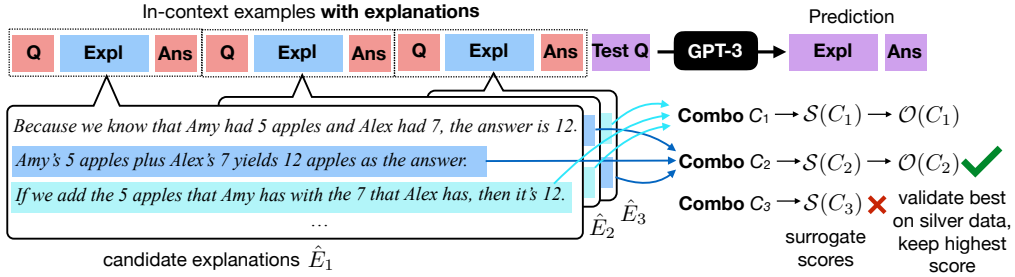 In-context examples with explanations
Prediction
Q Expl Ans Q Expl Ans Q Expl Ans Test Q GPT-3 Expl Ans
Because we know that Amy had 5 apples and Alex had 7, the answer is 12.
Amy's 5 apples plus Alex's 7 yields 12 apples as the answer.
If we add the 5 apples that Amy has with the 7 that Alex has, then it's 12.
...
candidate explanations Ê₁
Ê₂
Ê₃
Combo C₁ → S(C₁) → O(C₁)
Combo C₂ → S(C₂) → O(C₂)
Combo C₃ → S(C₃)
surrogate
scores
validate best
on silver data,
keep highest
score